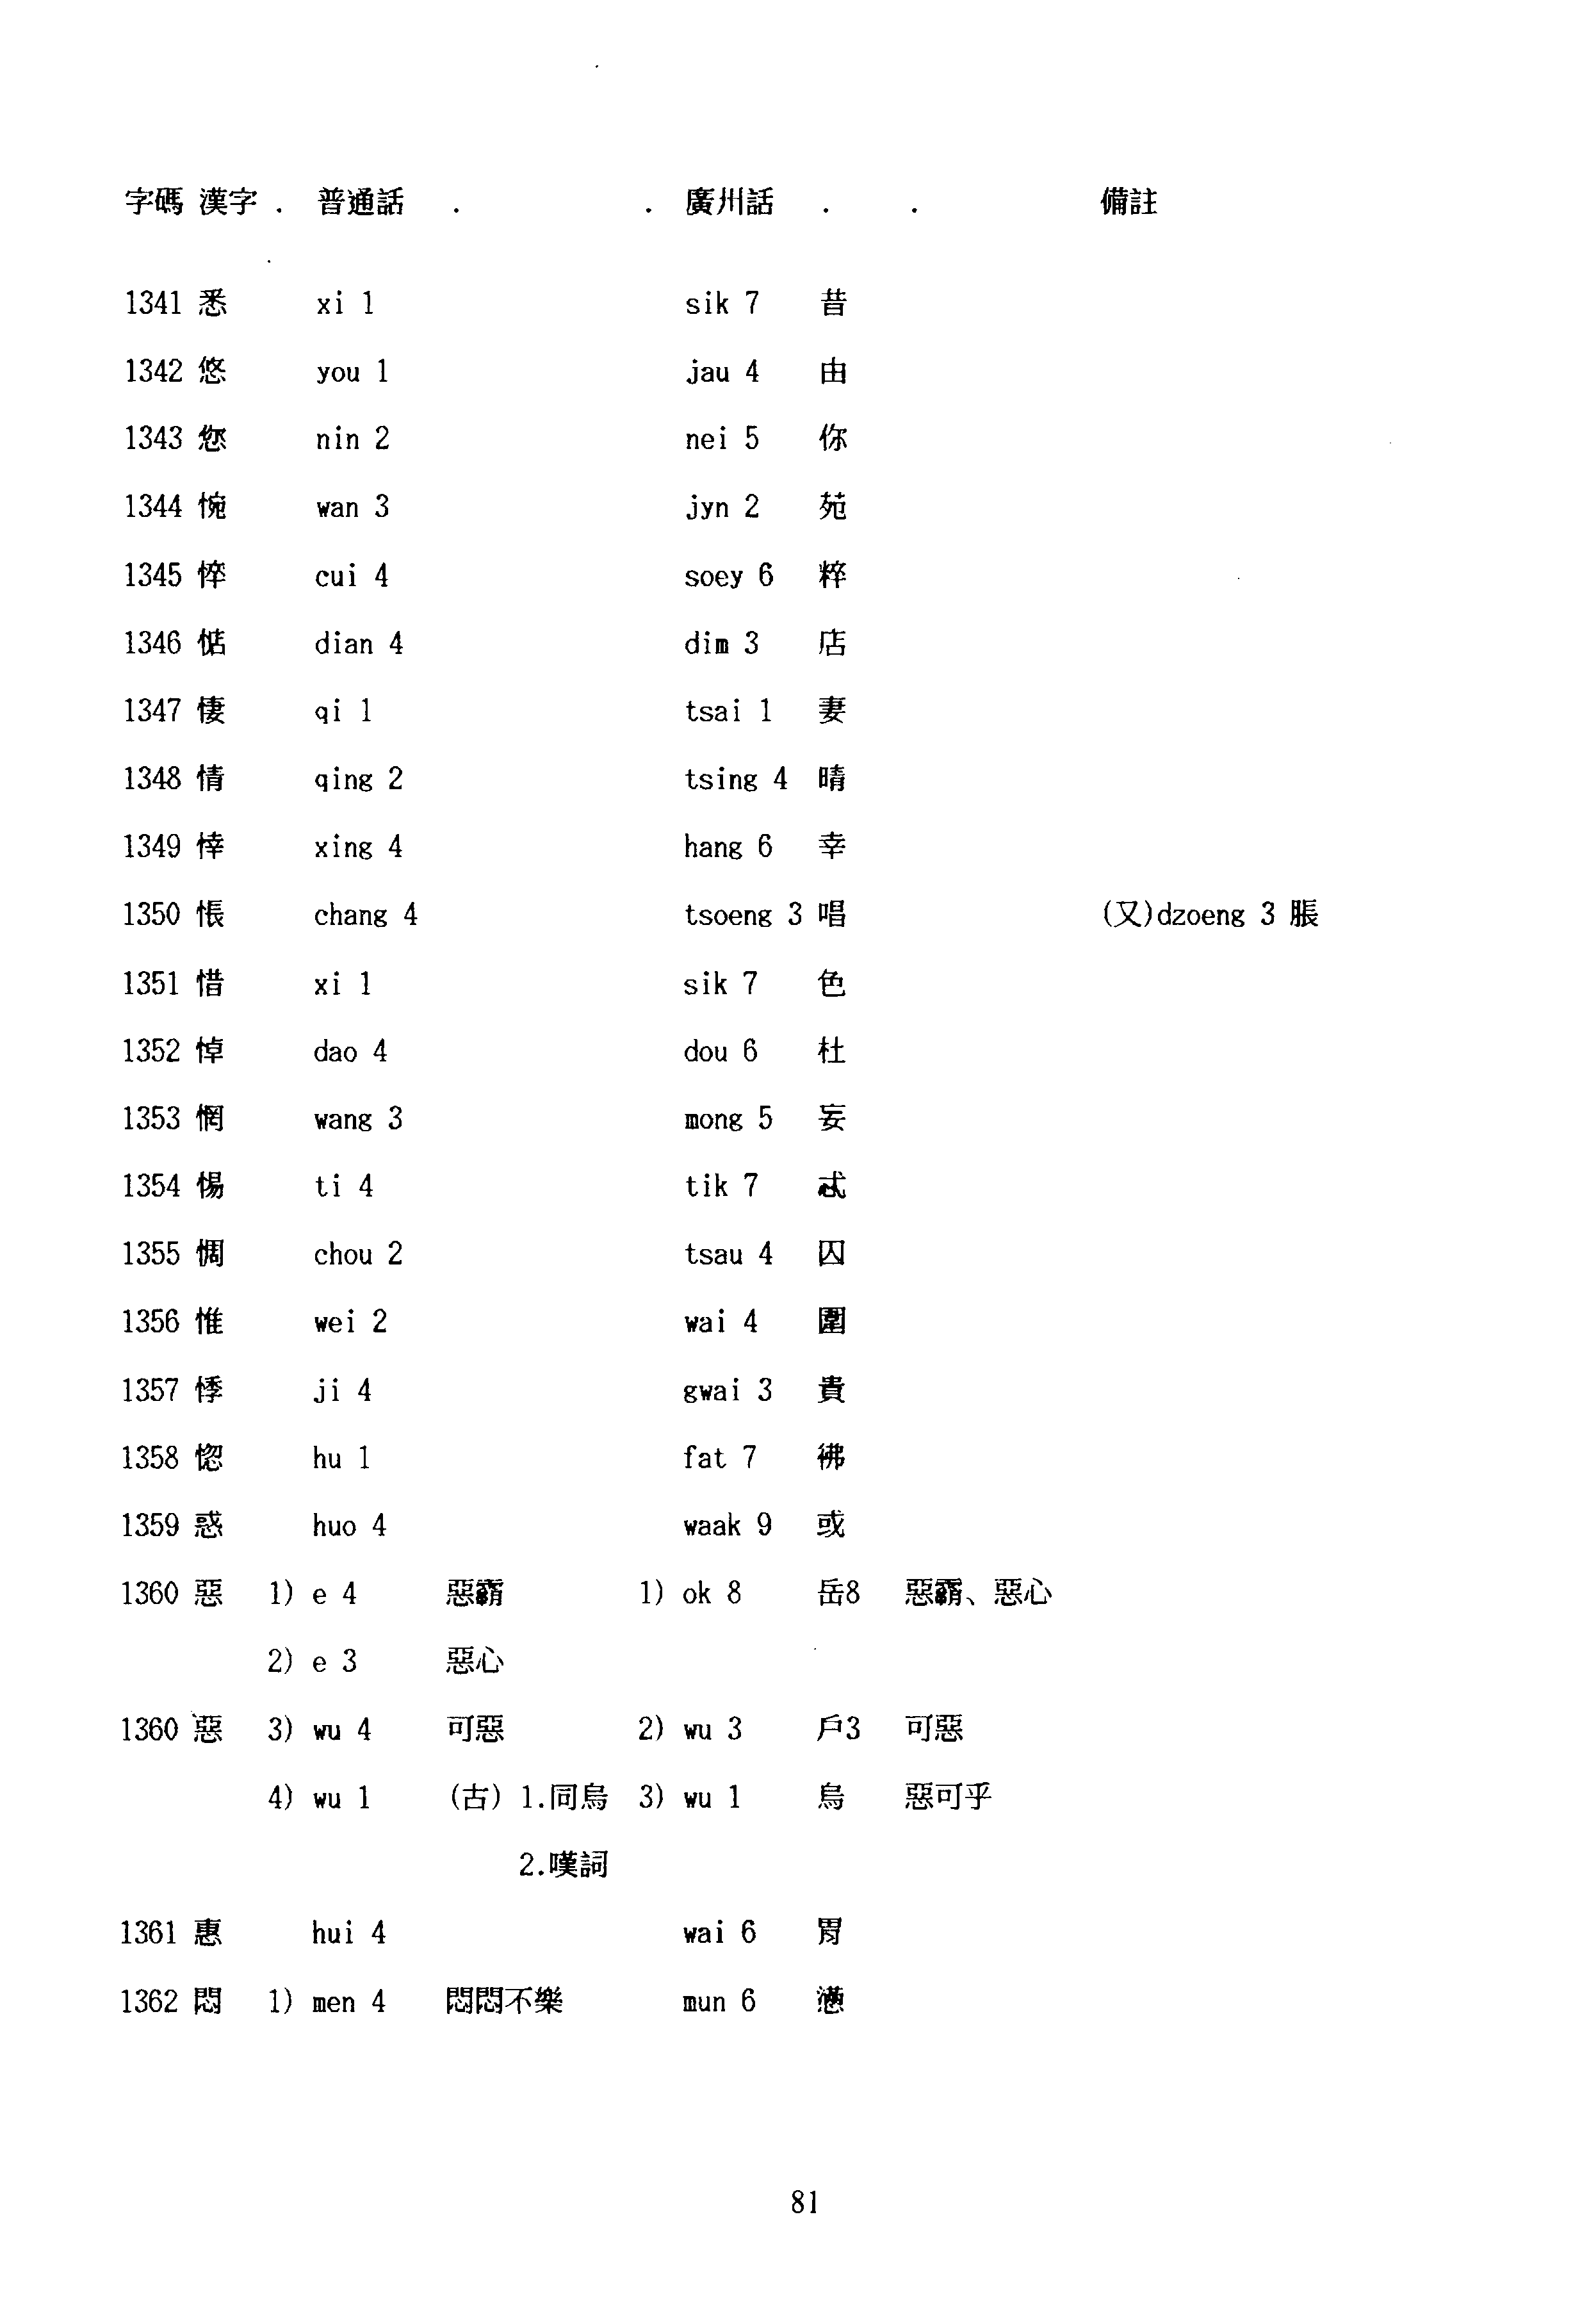 字碼 漢字 . 普通話 . . 廣州話 . . 備註
1341 悉 xi 1 sik 7 昔
1342 悠 you 1 jau 4 由
1343 您 nin 2 nei 5 你
1344 惋 wan 3 jyn 2 苑
1345 悴 cui 4 soey 6 粹
1346 惦 dian 4 dim 3 店
1347 悽 qi 1 tsai 1 妻
1348 情 qing 2 tsing 4 晴
1349 悻 xing 4 hang 6 幸
1350 悵 chang 4 tsoeng 3 唱 (又)dzoeng 3 脹
1351 惜 xi 1 sik 7 色
1352 悼 dao 4 dou 6 杜
1353 惘 wang 3 mong 5 妄
1354 惕 ti 4 tik 7 忒
1355 惆 chou 2 tsau 4 囚
1356 惟 wei 2 wai 4 圍
1357 悸 ji 4 gwai 3 貴
1358 惚 hu 1 fat 7 彿
1359 惑 huo 4 waak 9 或
1360 惡 1) e 4 惡霸 1) ok 8 岳8 惡霸、惡心
2) e 3 惡心
1360 惡 3) wu 4 可惡 2) wu 3 戶3 可惡
4) wu 1 (古) 1.同烏 3) wu 1 烏 惡可乎
2.嘆詞
1361 惠 hui 4 wai 6 胃
1362 悶 1) men 4 悶悶不樂 mun 6 懣
81